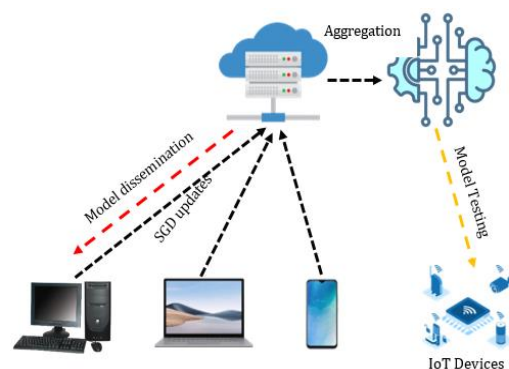 Aggregation
Model dissemination
SGD updates
Model Testing
IoT Devices